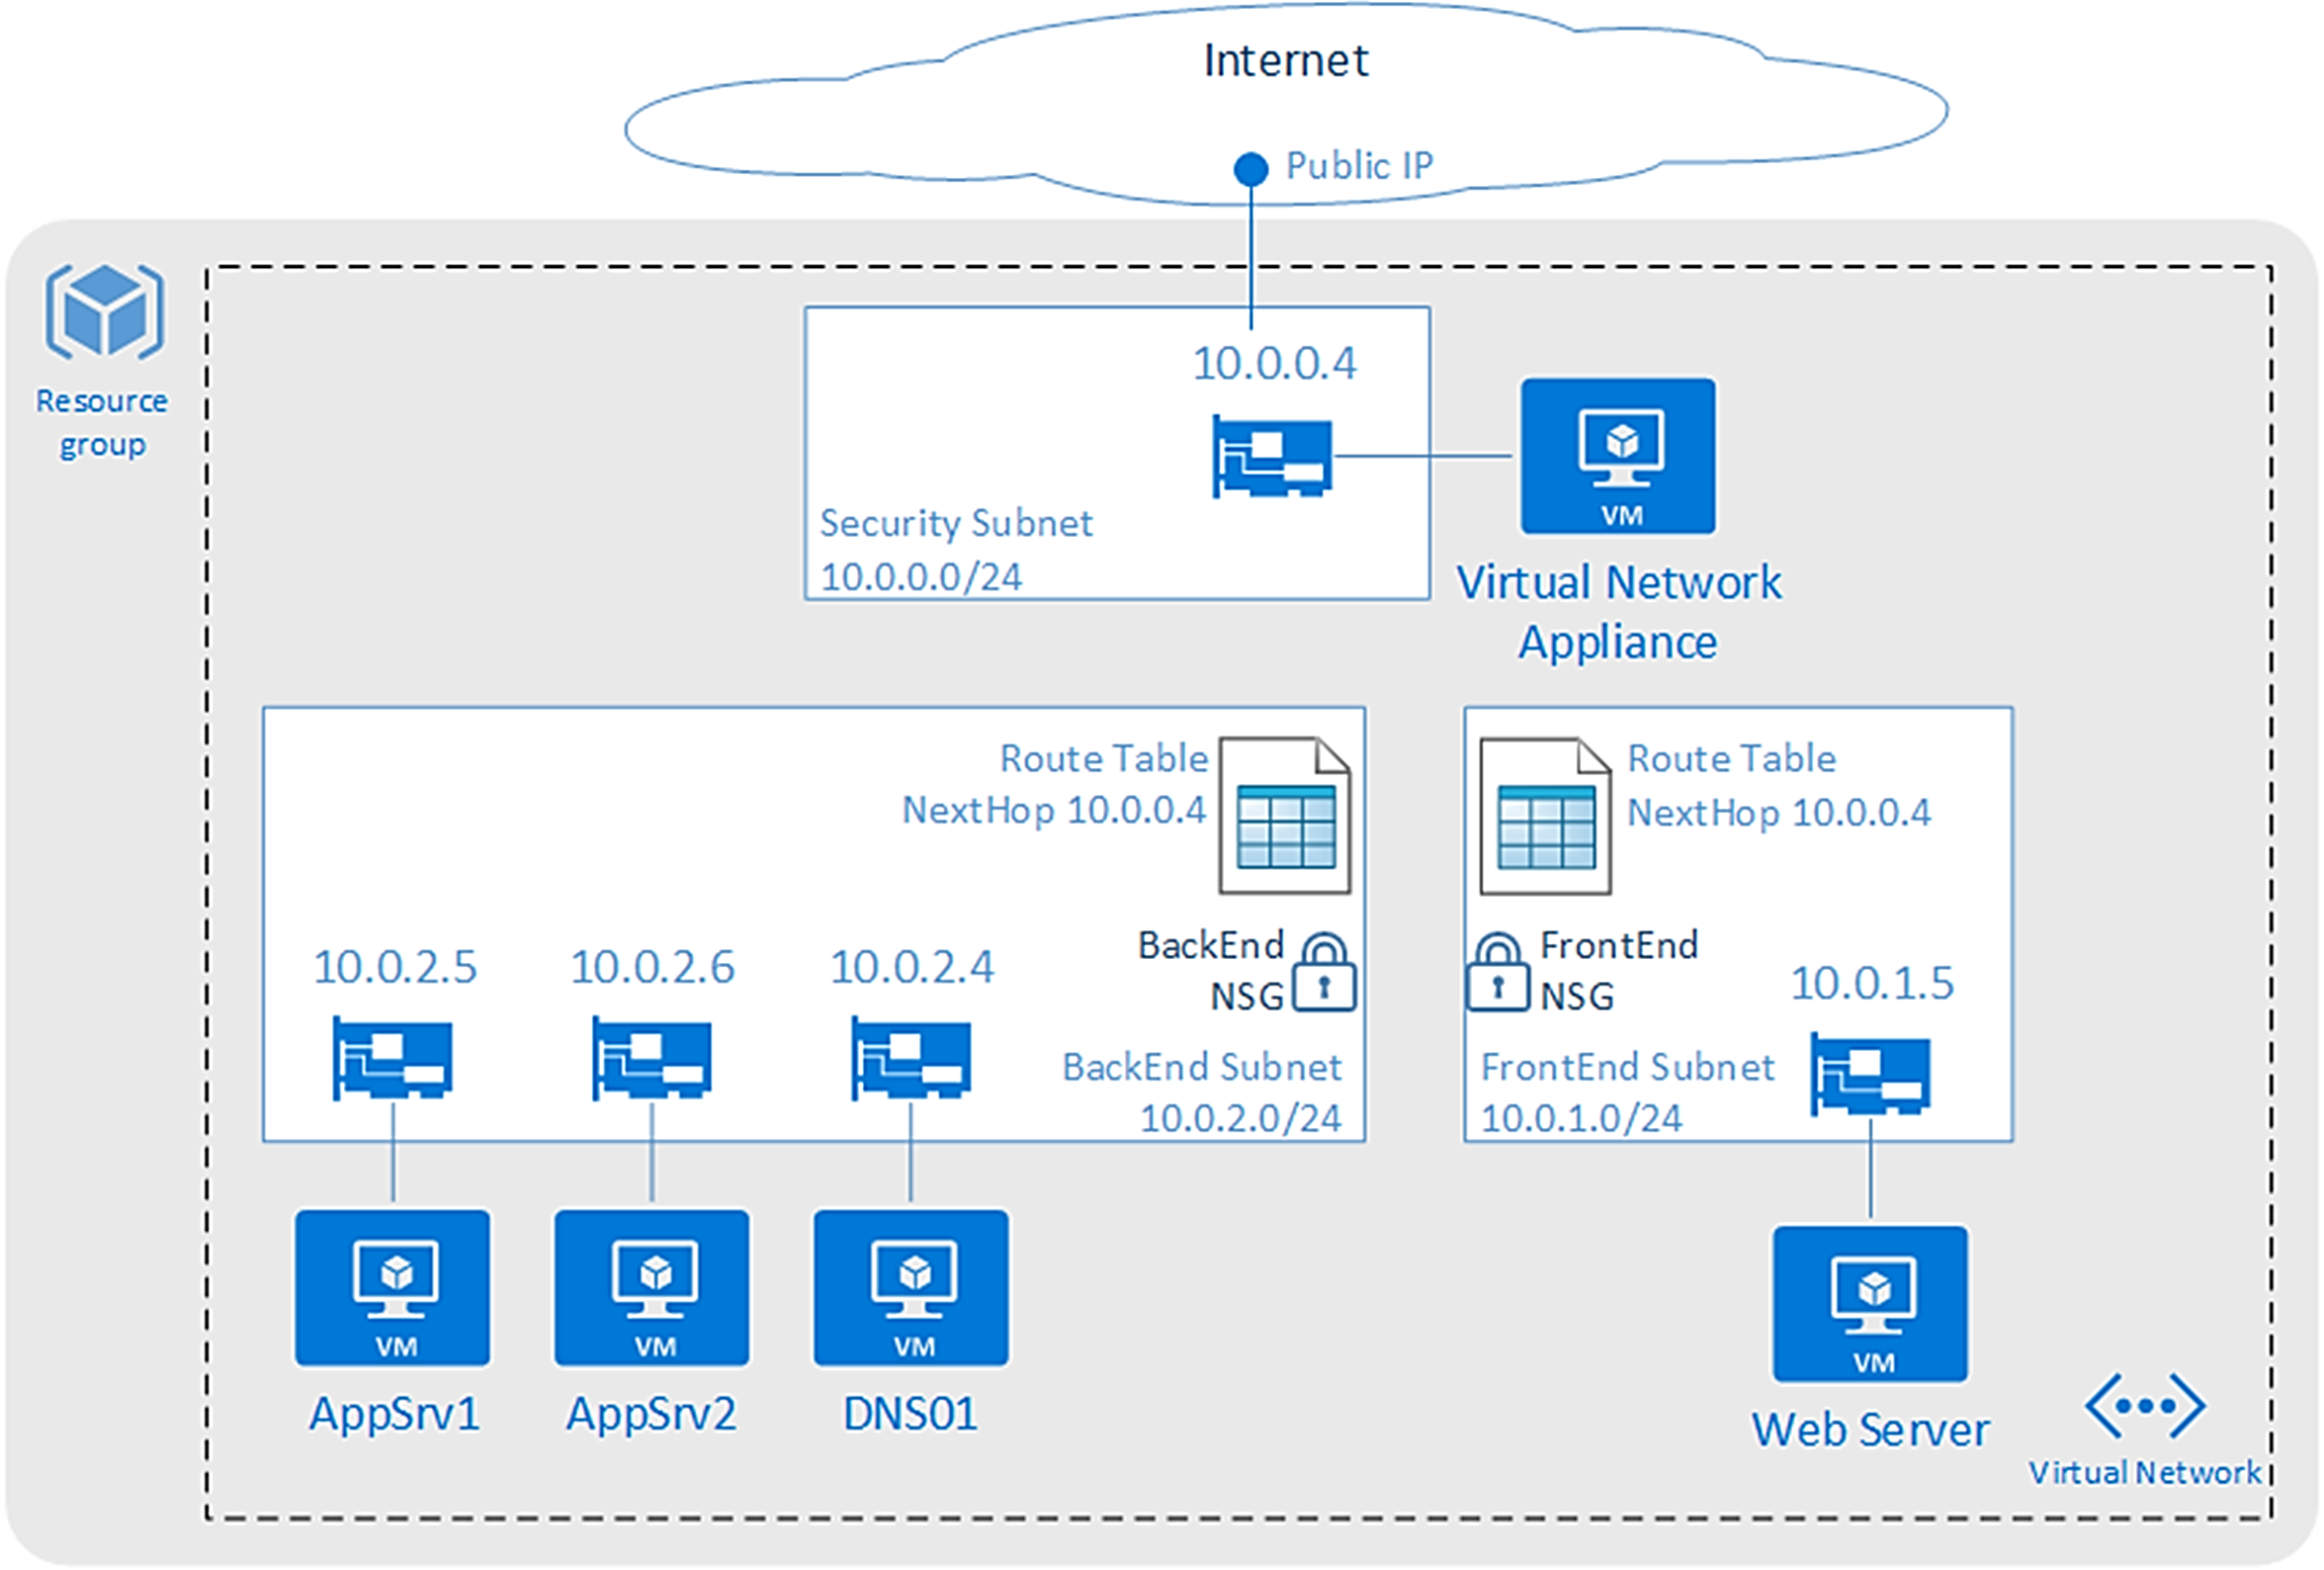 Internet
Public IP
Resource
group
10.0.0.4
Security Subnet
10.0.0.0/24
VM
Virtual Network
Appliance
Route Table
NextHop 10.0.0.4
BackEnd
NSG
10.0.2.5
10.0.2.6
10.0.2.4
BackEnd Subnet
10.0.2.0/24
Route Table
NextHop 10.0.0.4
FrontEnd
NSG
10.0.1.5
FrontEnd Subnet
10.0.1.0/24
VM
AppSrv1
VM
AppSrv2
VM
DNS01
VM
Web Server
Virtual Network